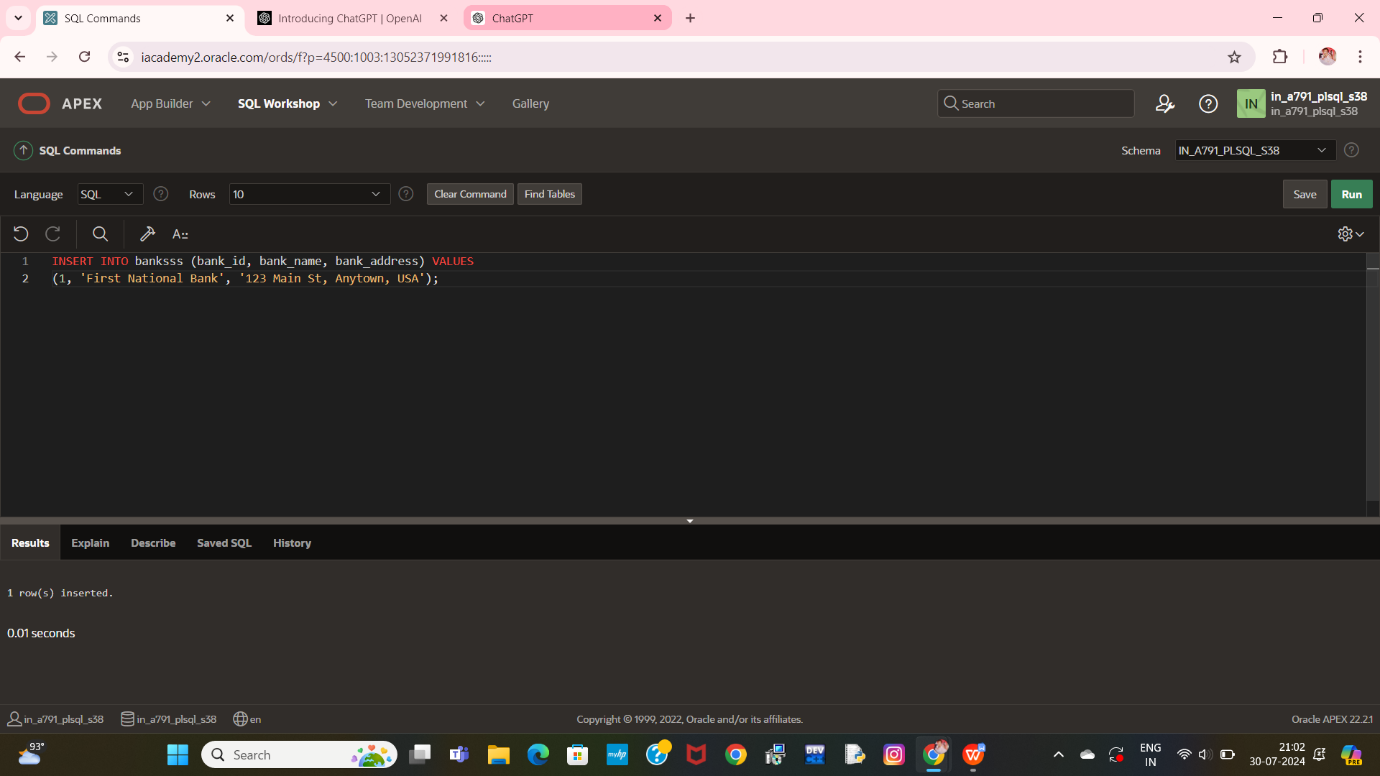 SQL Commands
Introducing ChatGPT | OpenAI
ChatGPT
iacademy2.oracle.com/ords/f?p=4500:1003:13052371991816:::::
APEX App Builder SQL Workshop Team Development Gallery Search IN in_a791_plsql_s38
in_a791_plsql_s38
SQL Commands Schema IN_A791_PLSQL_S38
Language SQL Rows 10 Clear Command Find Tables Save Run
A::
1 INSERT INTO banksss (bank_id, bank_name, bank_address) VALUES
2 (1, 'First National Bank', '123 Main St, Anytown, USA');
Results Explain Describe Saved SQL History
1 row(s) inserted.
0.01 seconds
in_a791_plsql_s38 in_a791_plsql_s38 en Copyright © 1999, 2022, Oracle and/or its affiliates. Oracle APEX 22.2.1
93° Search myhp DEV ENG 21:02 PRE
IN 30-07-2024